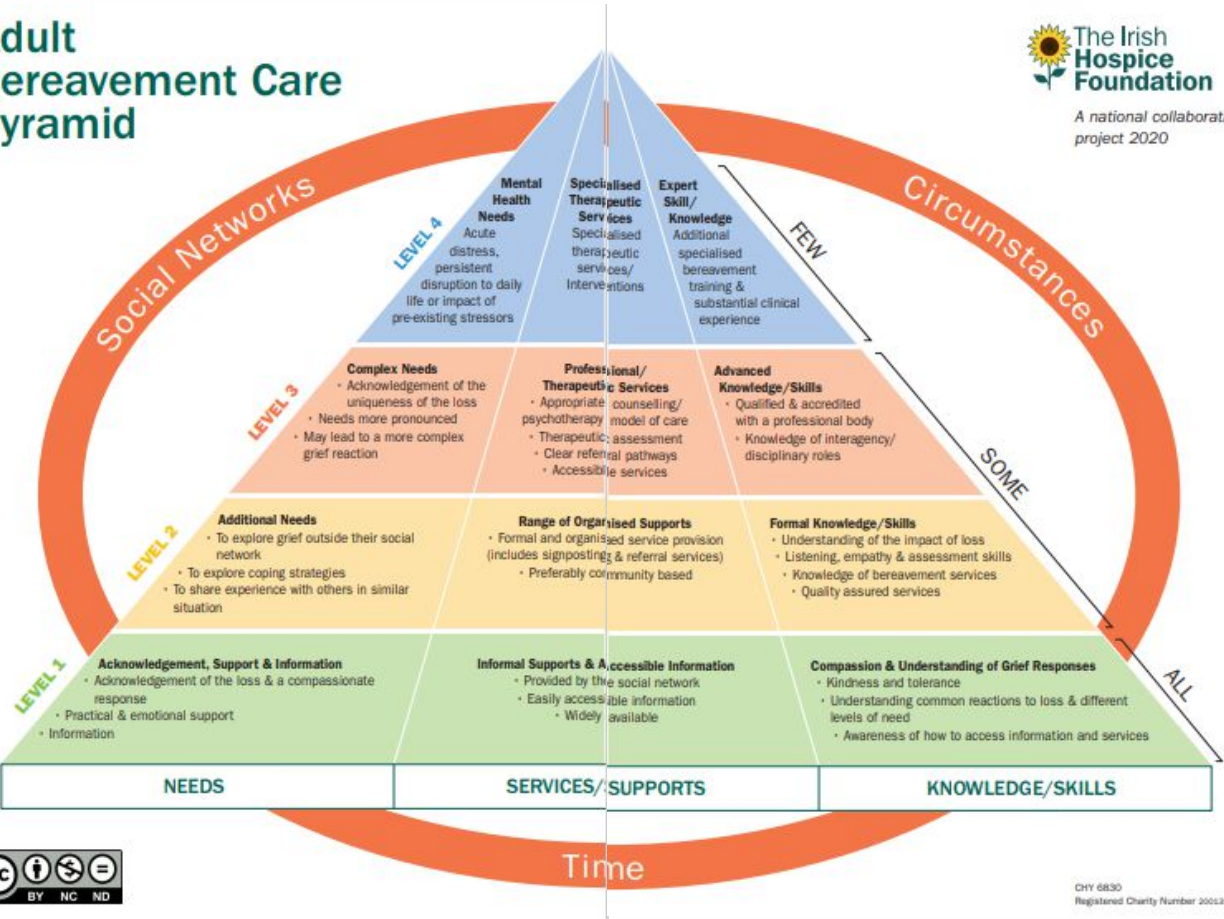 dult
ereavement Care
yramid
The Irish
Hospice
Foundation
A national collaborat
project 2020
Social Networks
Circumstances
LEVEL 4
Mental
Health
Needs
Acute
distress,
persistent
disruption to daily
life or impact of
pre-existing stressors
Specialised
Therapeutic
Services
Specialised
therapeutic
services/
Interventions
Expert
Skill/
Knowledge
Additional
specialised
bereavement
training &
substantial clinical
experience
FEW
LEVEL 3
Complex Needs
• Acknowledgement of the
uniqueness of the loss
• Needs more pronounced
• May lead to a more complex
grief reaction
Professional/
Therapeutic Services
• Appropriate counselling/
psychotherapy model of care
• Therapeutic assessment
• Clear referral pathways
• Accessible services
Advanced
Knowledge/Skills
• Qualified & accredited
with a professional body
• Knowledge of interagency/
disciplinary roles
SOME
LEVEL 2
Additional Needs
• To explore grief outside their social
network
• To explore coping strategies
• To share experience with others in similar
situation
Range of Organised Supports
• Formal and organised service provision
(includes signposting & referral services)
• Preferably community based
Formal Knowledge/Skills
• Understanding of the impact of loss
• Listening, empathy & assessment skills
• Knowledge of bereavement services
• Quality assured services
LEVEL 1
Acknowledgement, Support & Information
• Acknowledgement of the loss & a compassionate
response
• Practical & emotional support
• Information
Informal Supports & Accessible Information
• Provided by the social network
• Easily accessible information
• Widely available
Compassion & Understanding of Grief Responses
• Kindness and tolerance
• Understanding common reactions to loss & different
levels of need
• Awareness of how to access information and services
ALL
NEEDS
SERVICES/SUPPORTS
KNOWLEDGE/SKILLS
Time
cc
BY NC ND
CHY 6830
Registered Charity Number 20013